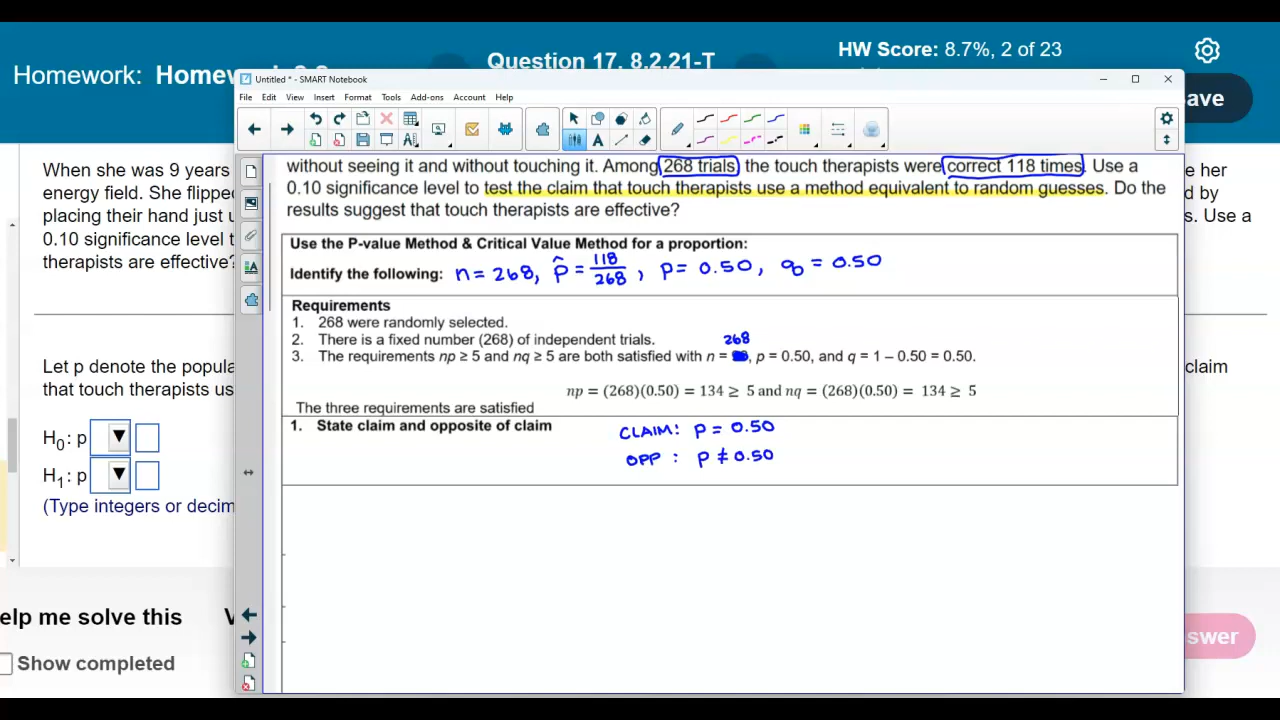 Homework: Homew
Question 17, 8.2.21-T
HW Score: 8.7%, 2 of 23
ave
Untitled * - SMART Notebook
File Edit View Insert Format Tools Add-ons Account Help
When she was 9 years
energy field. She flipped
placing their hand just u
0.10 significance level t
therapists are effective?
e her
d by
s. Use a
without seeing it and without touching it. Among 268 trials, the touch therapists were correct 118 times. Use a
0.10 significance level to test the claim that touch therapists use a method equivalent to random guesses. Do the
results suggest that touch therapists are effective?
Use the P-value Method & Critical Value Method for a proportion:
Identify the following: n = 268, p̂ = 118/268, p = 0.50, q = 0.50
Requirements
1. 268 were randomly selected.
2. There is a fixed number (268) of independent trials.
268
3. The requirements np ≥ 5 and nq ≥ 5 are both satisfied with n = , p = 0.50, and q = 1 – 0.50 = 0.50.
np = (268)(0.50) = 134 ≥ 5 and nq = (268)(0.50) = 134 ≥ 5
The three requirements are satisfied
1. State claim and opposite of claim
CLAIM: p = 0.50
OPP : p ≠ 0.50
Let p denote the popula
that touch therapists us
claim
H0: p
H1: p
(Type integers or decim
elp me solve this
V
Show completed
swer